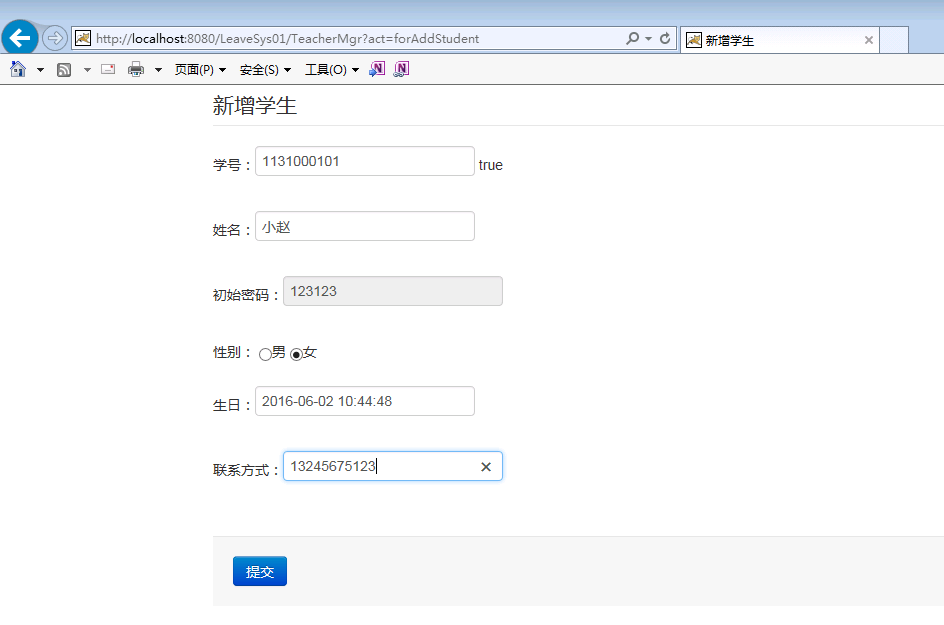 http://localhost:8080/LeaveSys01/TeacherMgr?act=forAddStudent
新增学生
页面(P) 安全(S) 工具(O)
新增学生
学号： 1131000101 true
姓名： 小赵
初始密码： 123123
性别： 男 女
生日： 2016-06-02 10:44:48
联系方式： 13245675123
提交